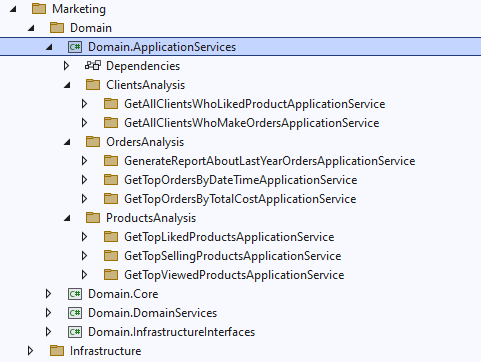 Marketing
Domain
C# Domain.ApplicationServices
Dependencies
ClientsAnalysis
GetAllClientsWhoLikedProductApplicationService
GetAllClientsWhoMakeOrdersApplicationService
OrdersAnalysis
GenerateReportAboutLastYearOrdersApplicationService
GetTopOrdersByDateTimeApplicationService
GetTopOrdersByTotalCostApplicationService
ProductsAnalysis
GetTopLikedProductsApplicationService
GetTopSellingProductsApplicationService
GetTopViewedProductsApplicationService
C# Domain.Core
C# Domain.DomainServices
C# Domain.InfrastructureInterfaces
Infrastructure